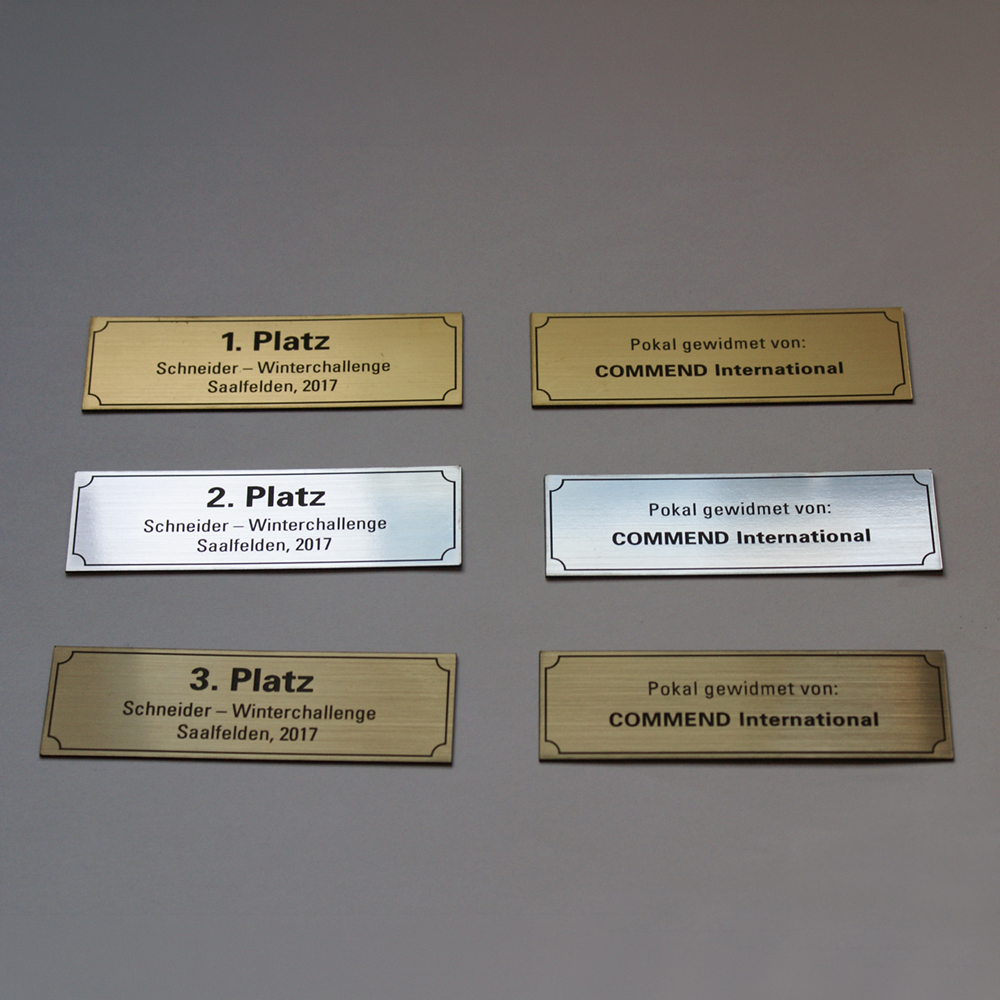 1. Platz
Schneider – Winterchallenge
Saalfelden, 2017
Pokal gewidmet von:
COMMEND International
2. Platz
Schneider – Winterchallenge
Saalfelden, 2017
Pokal gewidmet von:
COMMEND International
3. Platz
Schneider – Winterchallenge
Saalfelden, 2017
Pokal gewidmet von:
COMMEND International